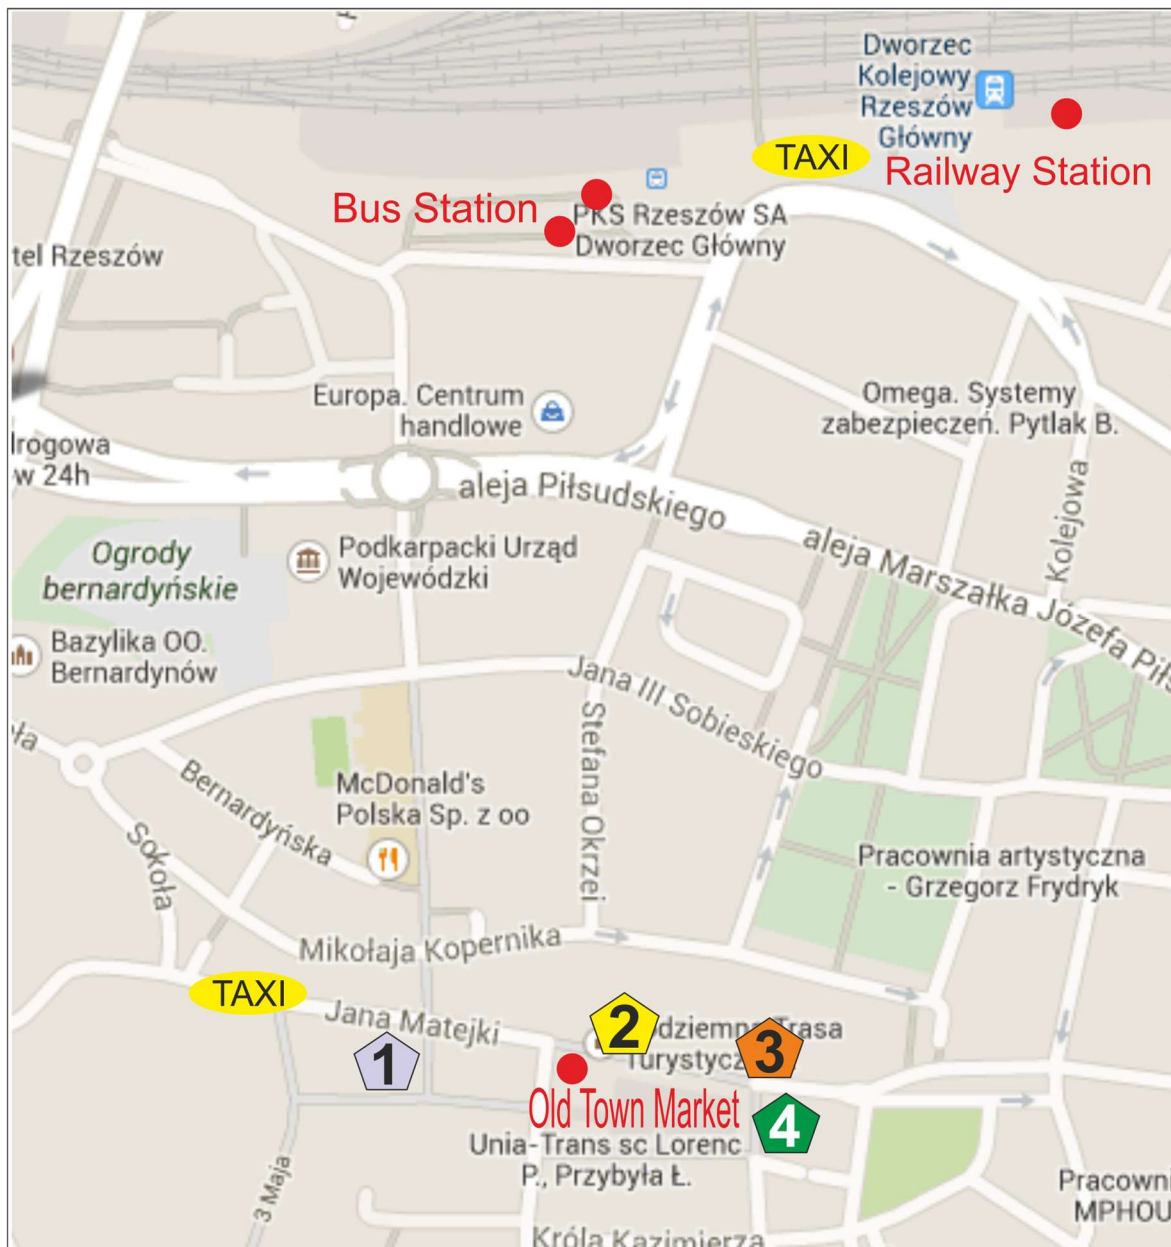 Dworzec
Kolejowy
Rzeszów
Główny
TAXI
Railway Station
Bus Station
PKS Rzeszów SA
Dworzec Główny
tel Rzeszów
Europa. Centrum
handlowe
Omega. Systemy
zabezpieczeń. Pytlak B.
w 24h
aleja Piłsudskiego
aleja Marszałka Józefa Piłs
Kolejowa
Ogrody
bernardyńskie
Podkarpacki Urząd
Wojewódzki
Bazylika OO.
Bernardynów
Jana III Sobieskiego
Stefana Okrzei
Bernardyńska
McDonald's
Polska Sp. z oo
Sokoła
Pracownia artystyczna
- Grzegorz Frydryk
Mikołaja Kopernika
TAXI
Jana Matejki
1
2
Trasa
3
Old Town Market
4
Unia-Trans sc Lorenc
P., Przybyła Ł.
3 Maja
Pracowni
MPHOU
Króla Kazimierza